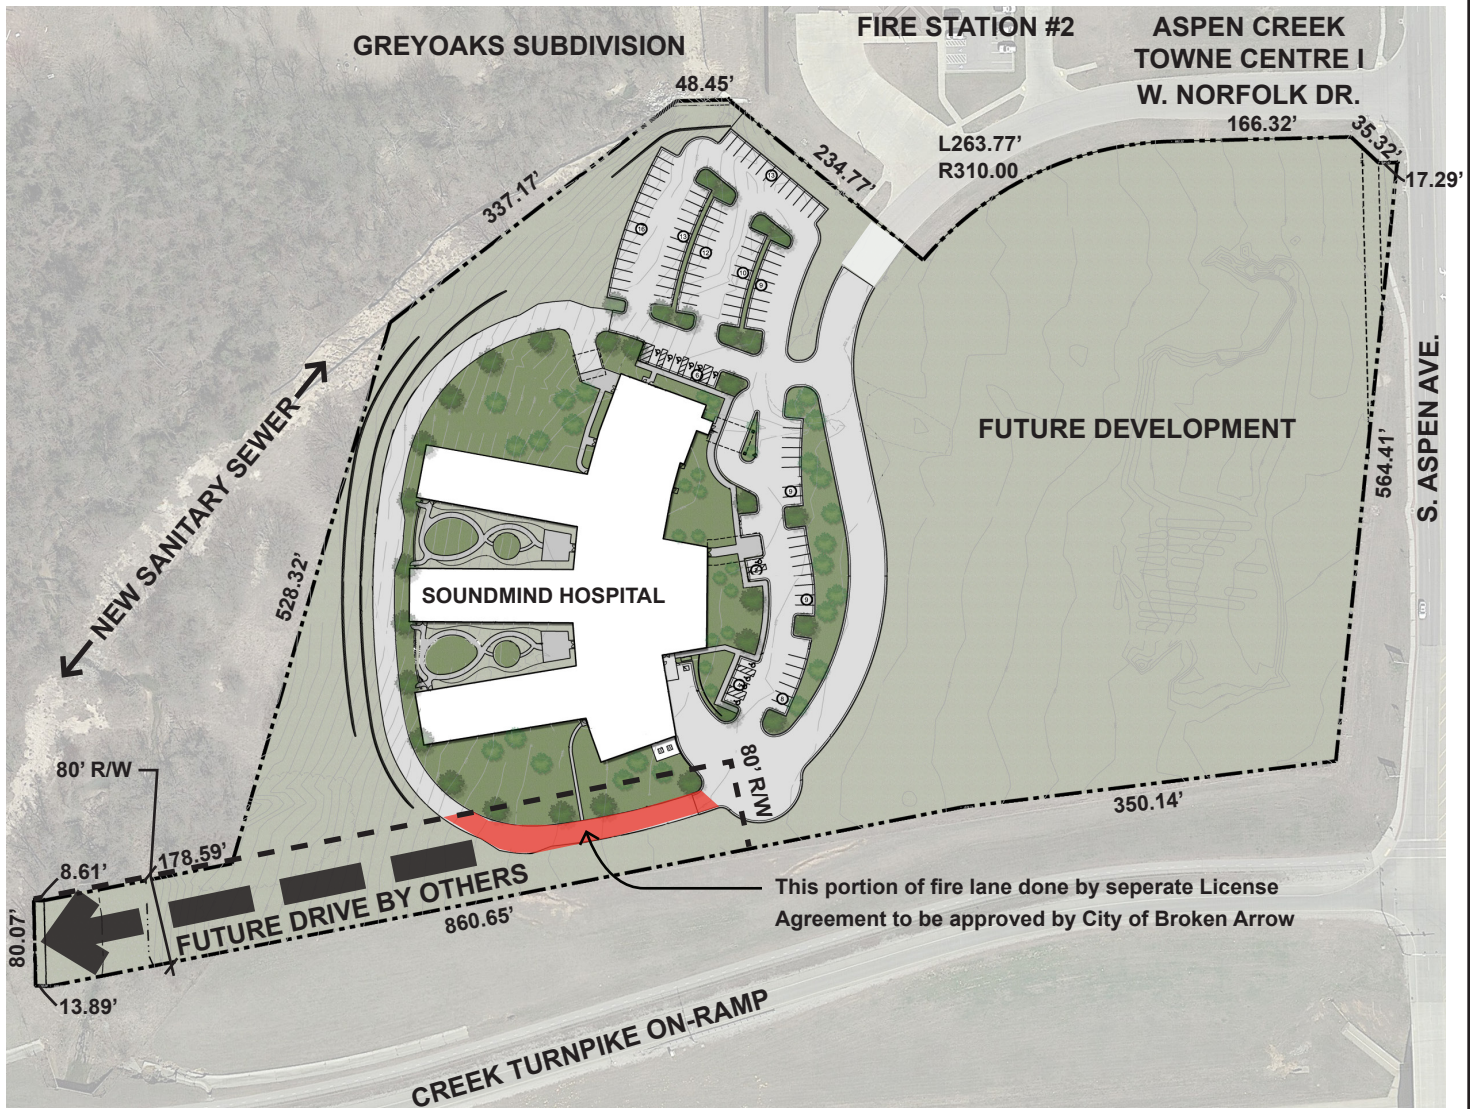 GREYOAKS SUBDIVISION
FIRE STATION #2
ASPEN CREEK
TOWNE CENTRE I
W. NORFOLK DR.
48.45’
166.32’
35.32’
17.29’
L263.77’
R310.00
234.77’
337.17’
NEW SANITARY SEWER
528.32’
FUTURE DEVELOPMENT
564.41’
S. ASPEN AVE.
SOUNDMIND HOSPITAL
80’ R/W
80’ R/W
350.14’
8.61’
178.59’
FUTURE DRIVE BY OTHERS
860.65’
80.07’
13.89’
This portion of fire lane done by seperate License
Agreement to be approved by City of Broken Arrow
CREEK TURNPIKE ON-RAMP